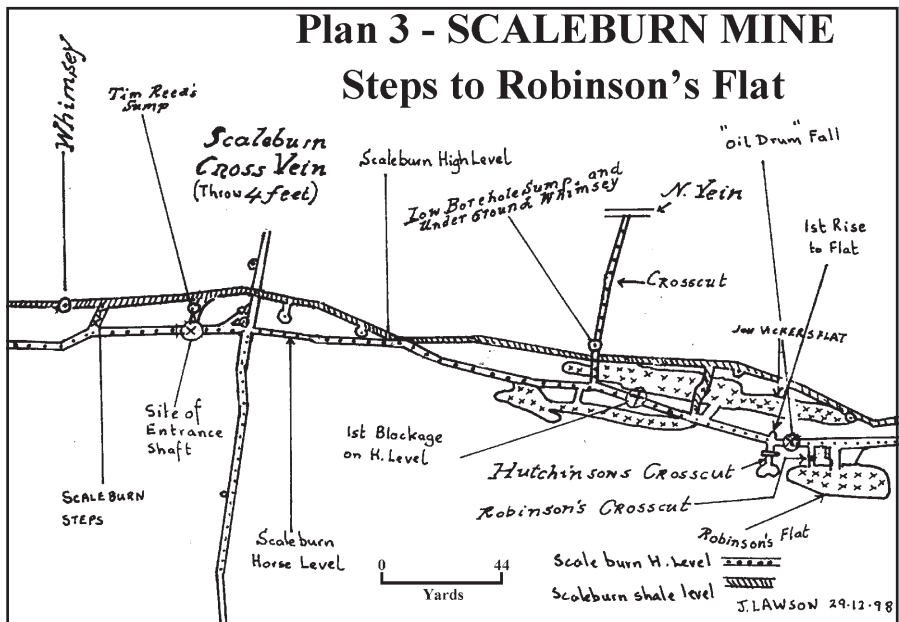 Plan 3 - SCALEBURN MINE
Steps to Robinson's Flat
Whimsey
Tim Reed's
Sump
Scaleburn
Cross Vein
(Throw 4 feet)
Scaleburn High Level
Low Borehole Sump, and
Under Ground Whimsey
N. Vein
"Oil Drum" Fall
1st Rise
to Flat
Crosscut
JOE VICKERS FLAT
Site of
Entrance
Shaft
1st Blockage
on H. Level
Hutchinsons Crosscut
Robinson's Crosscut
SCALEBURN
STEPS
Scaleburn
Horse Level
0 44
Yards
Robinson's Flat
Scale burn H. Level
Scaleburn shale level
J. LAWSON 29-12-98